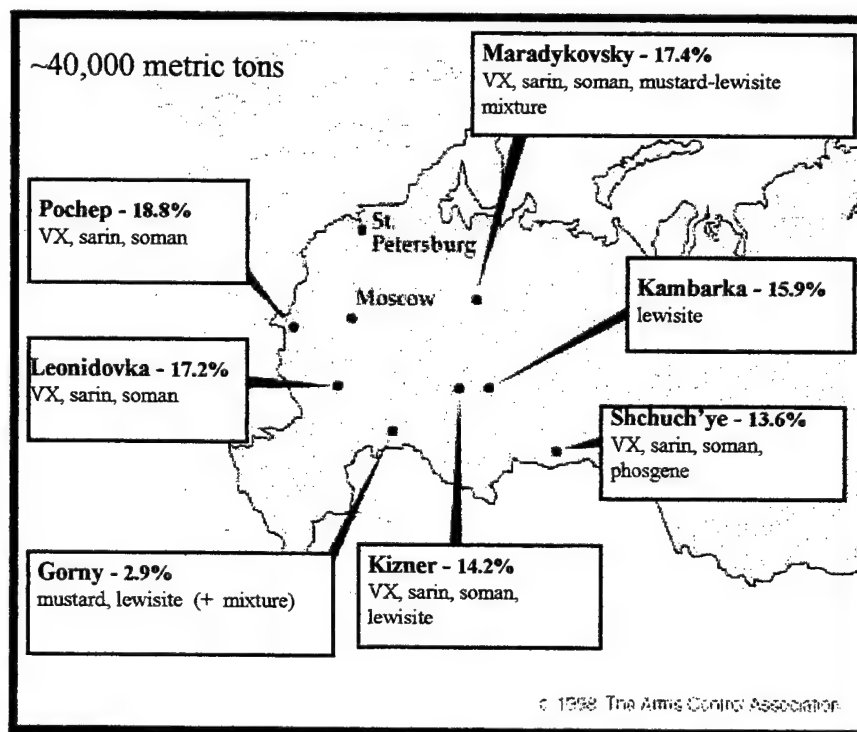 ~40,000 metric tons
Maradykovsky - 17.4%
VX, sarin, soman, mustard-lewisite
mixture
Pochep - 18.8%
VX, sarin, soman
St.
Petersburg
Moscow
Kambarka - 15.9%
lewisite
Leonidovka - 17.2%
VX, sarin, soman
Shchuch'ye - 13.6%
VX, sarin, soman,
phosgene
Gorny - 2.9%
mustard, lewisite (+ mixture)
Kizner - 14.2%
VX, sarin, soman,
lewisite
c 1998 The Arms Control Association